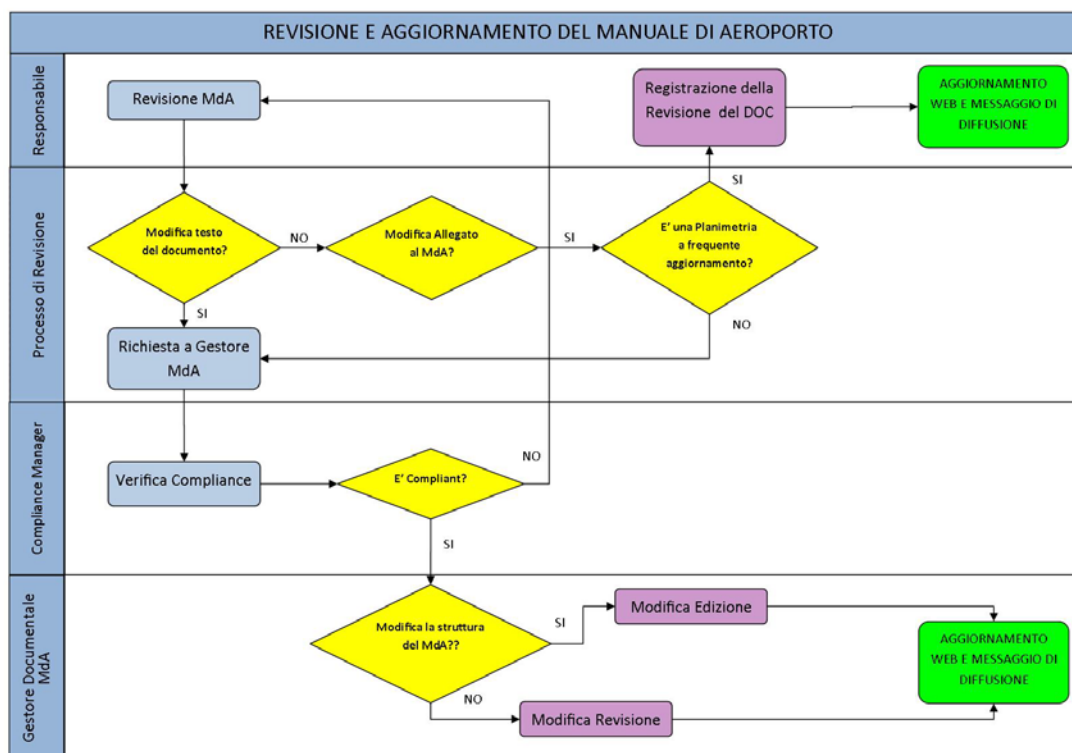 REVISIONE E AGGIORNAMENTO DEL MANUALE DI AEROPORTO
Responsabile
Revisione MdA
Registrazione della
Revisione del DOC
AGGIORNAMENTO
WEB E MESSAGGIO DI
DIFFUSIONE
Processo di Revisione
SI
Modifica testo
del documento?
NO
Modifica Allegato
al MdA?
SI
E' una Planimetria
a frequente
aggiornamento?
SI
NO
Richiesta a Gestore
MdA
Compliance Manager
Verifica Compliance
E' Compliant?
NO
SI
Gestore Documentale
MdA
Modifica la struttura
del MdA??
SI
Modifica Edizione
NO
Modifica Revisione
AGGIORNAMENTO
WEB E MESSAGGIO DI
DIFFUSIONE